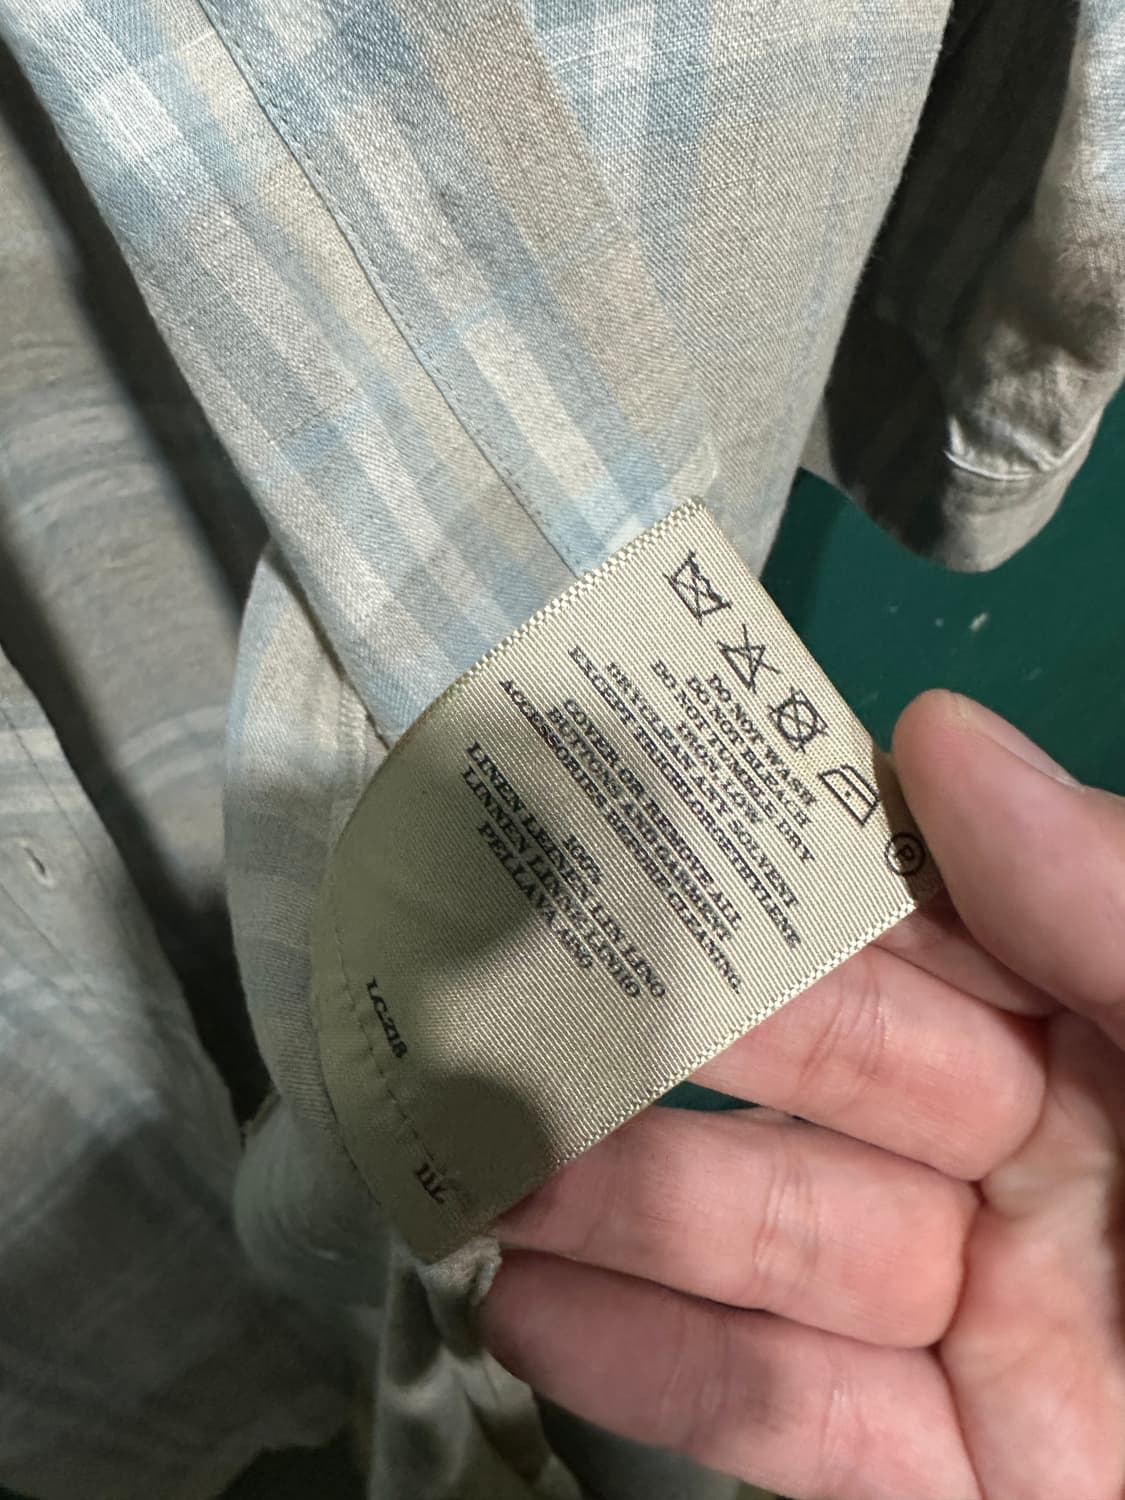 DO NOT WASH
DO NOT BLEACH
DO NOT TUMBLE DRY
IRON LOW
DRYCLEAN ANY SOLVENT
EXCEPT TRICHLOROETHYLENE
COVER OR REMOVE ALL
BUTTONS AND GARMENT
ACCESSORIES BEFORE CLEANING.
100%
LINEN LEINEN LIN LINO
LINNEN LINNE LINHO
PELLAVA ΛΙΝΟ
LC218
P